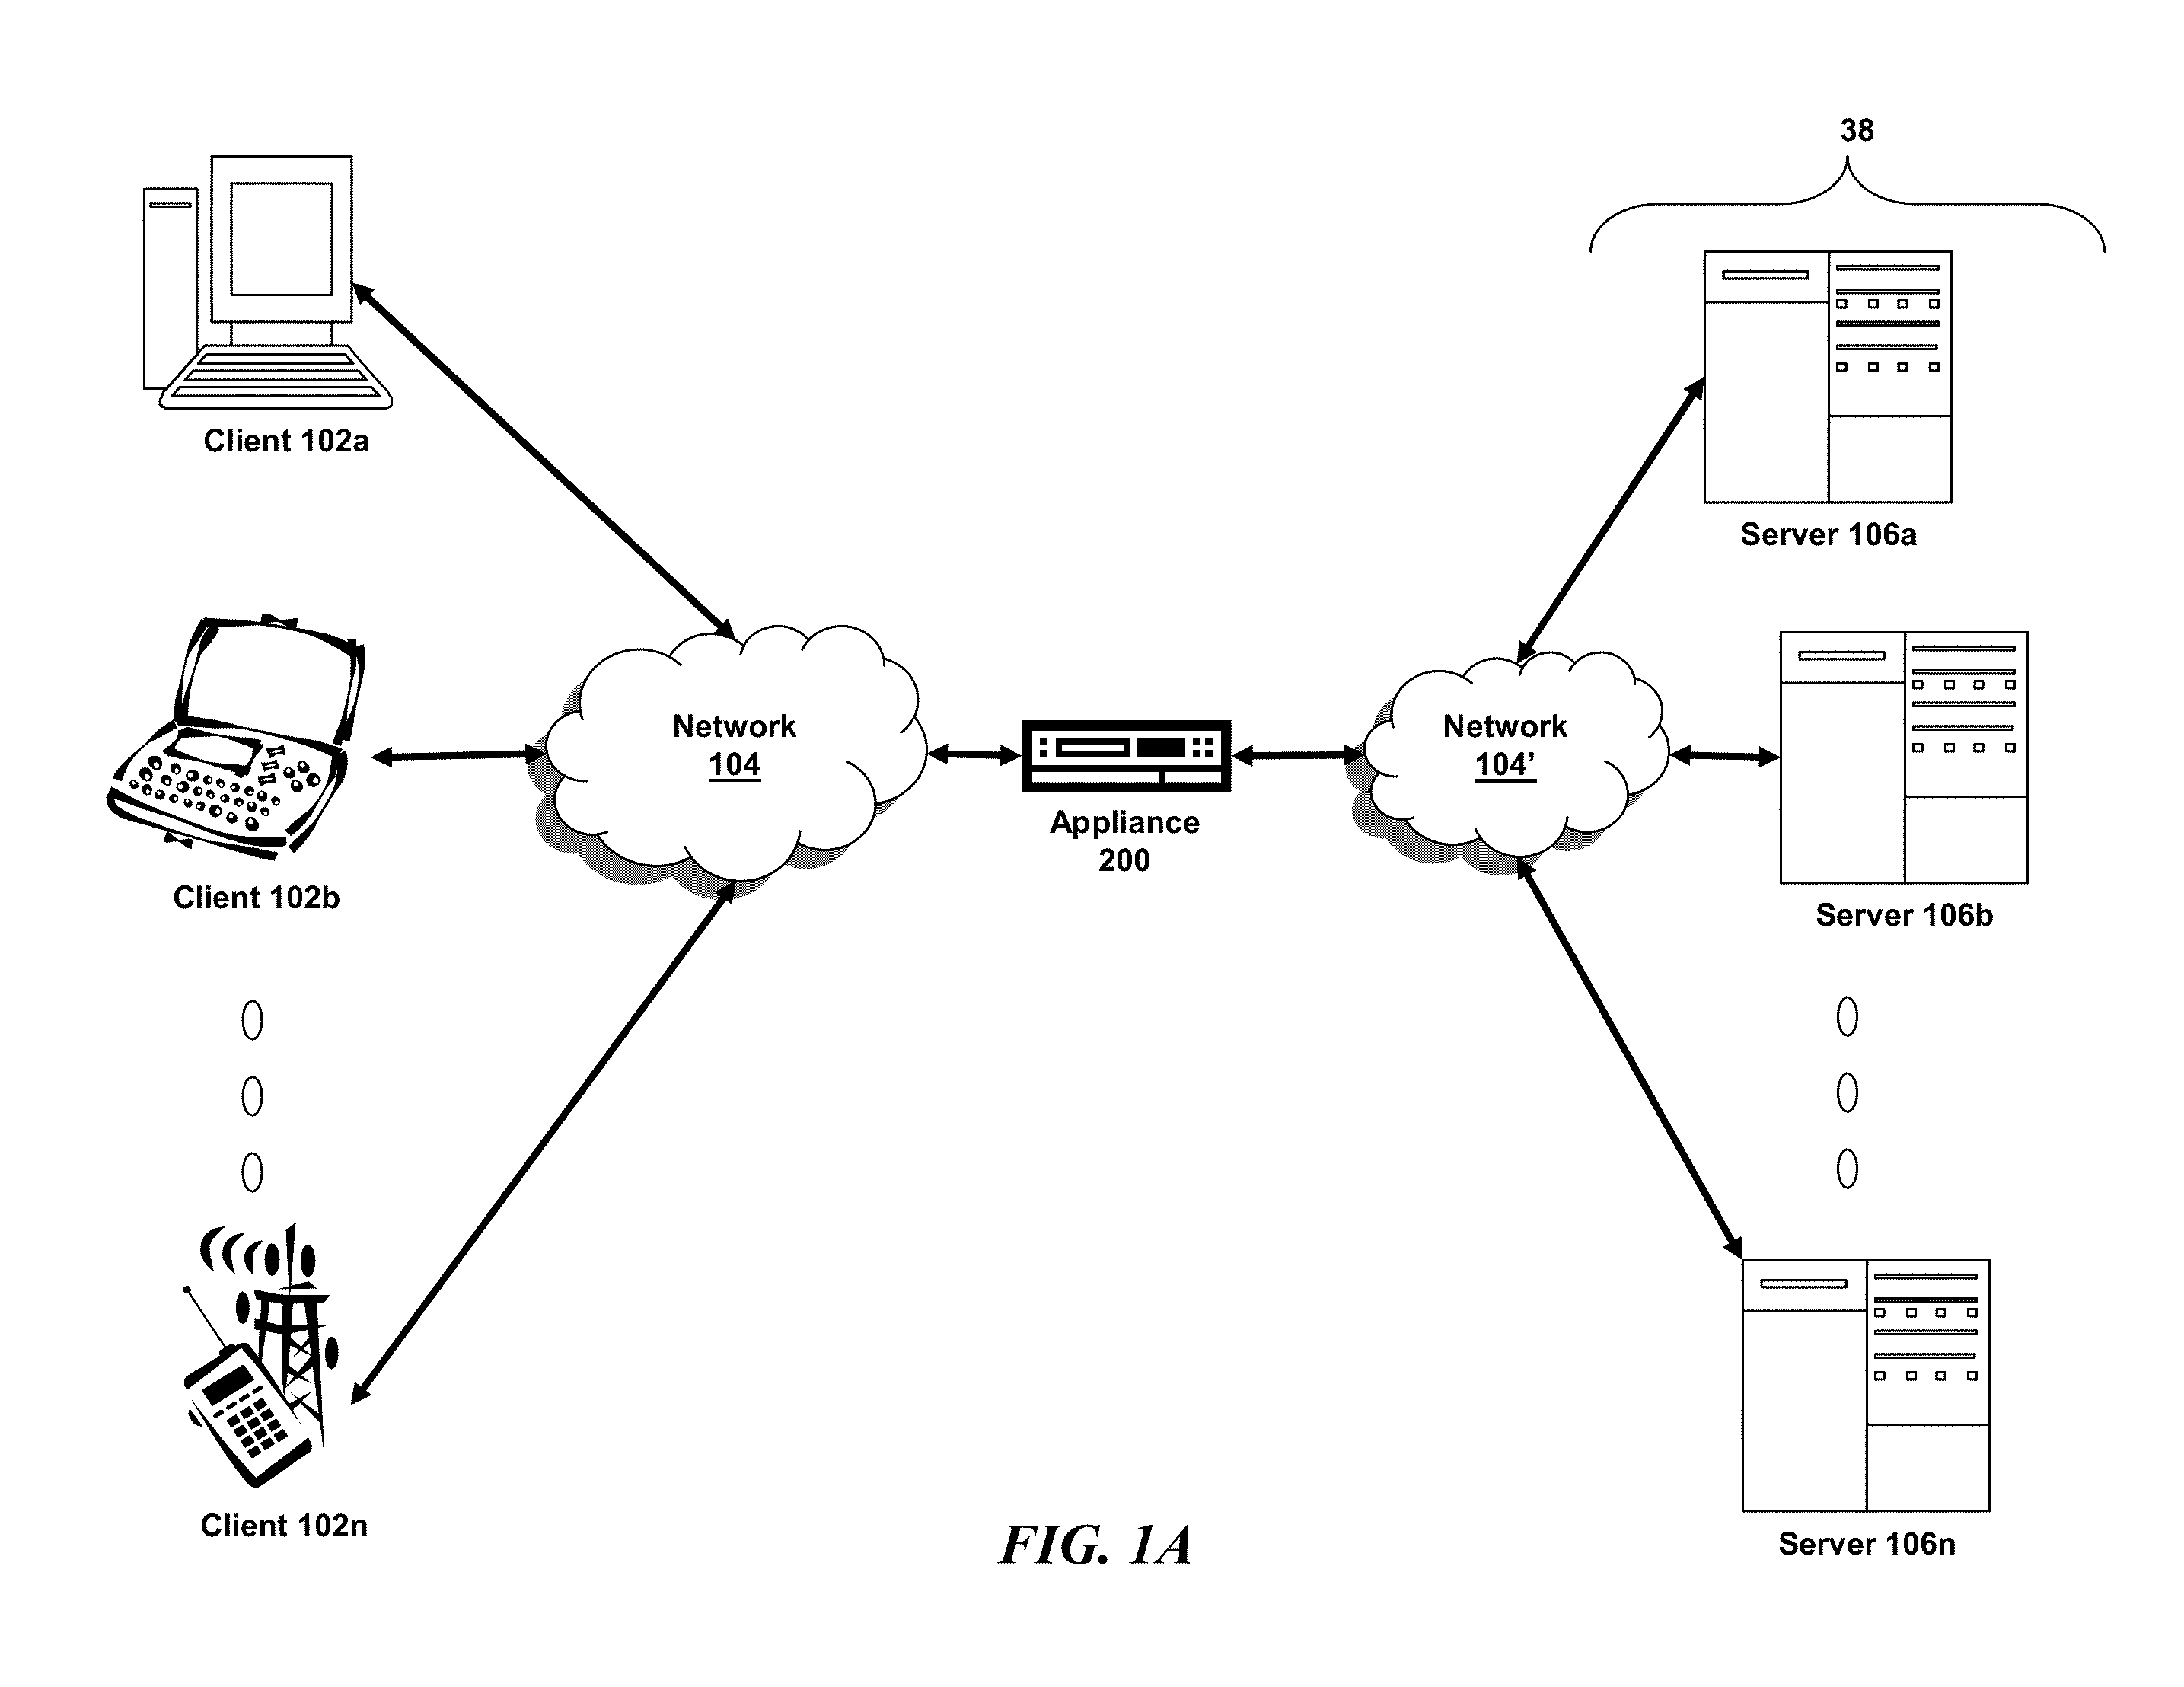 38
Client 102a
Server 106a
Network
104
Appliance
200
Network
104’
Client 102b
Server 106b
Client 102n
Server 106n
FIG. 1A